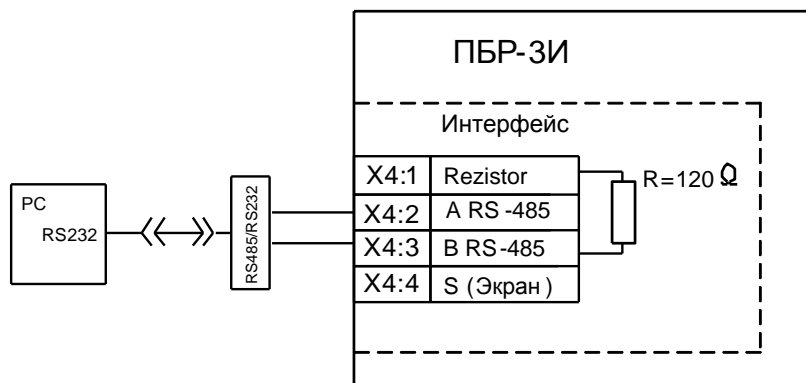 ПБР-3И
Интерфейс
X4:1 Rezistor
X4:2 A RS -485
X4:3 B RS -485
X4:4 S (Экран )
R=120 Ω
PC
RS232
RS485/RS232